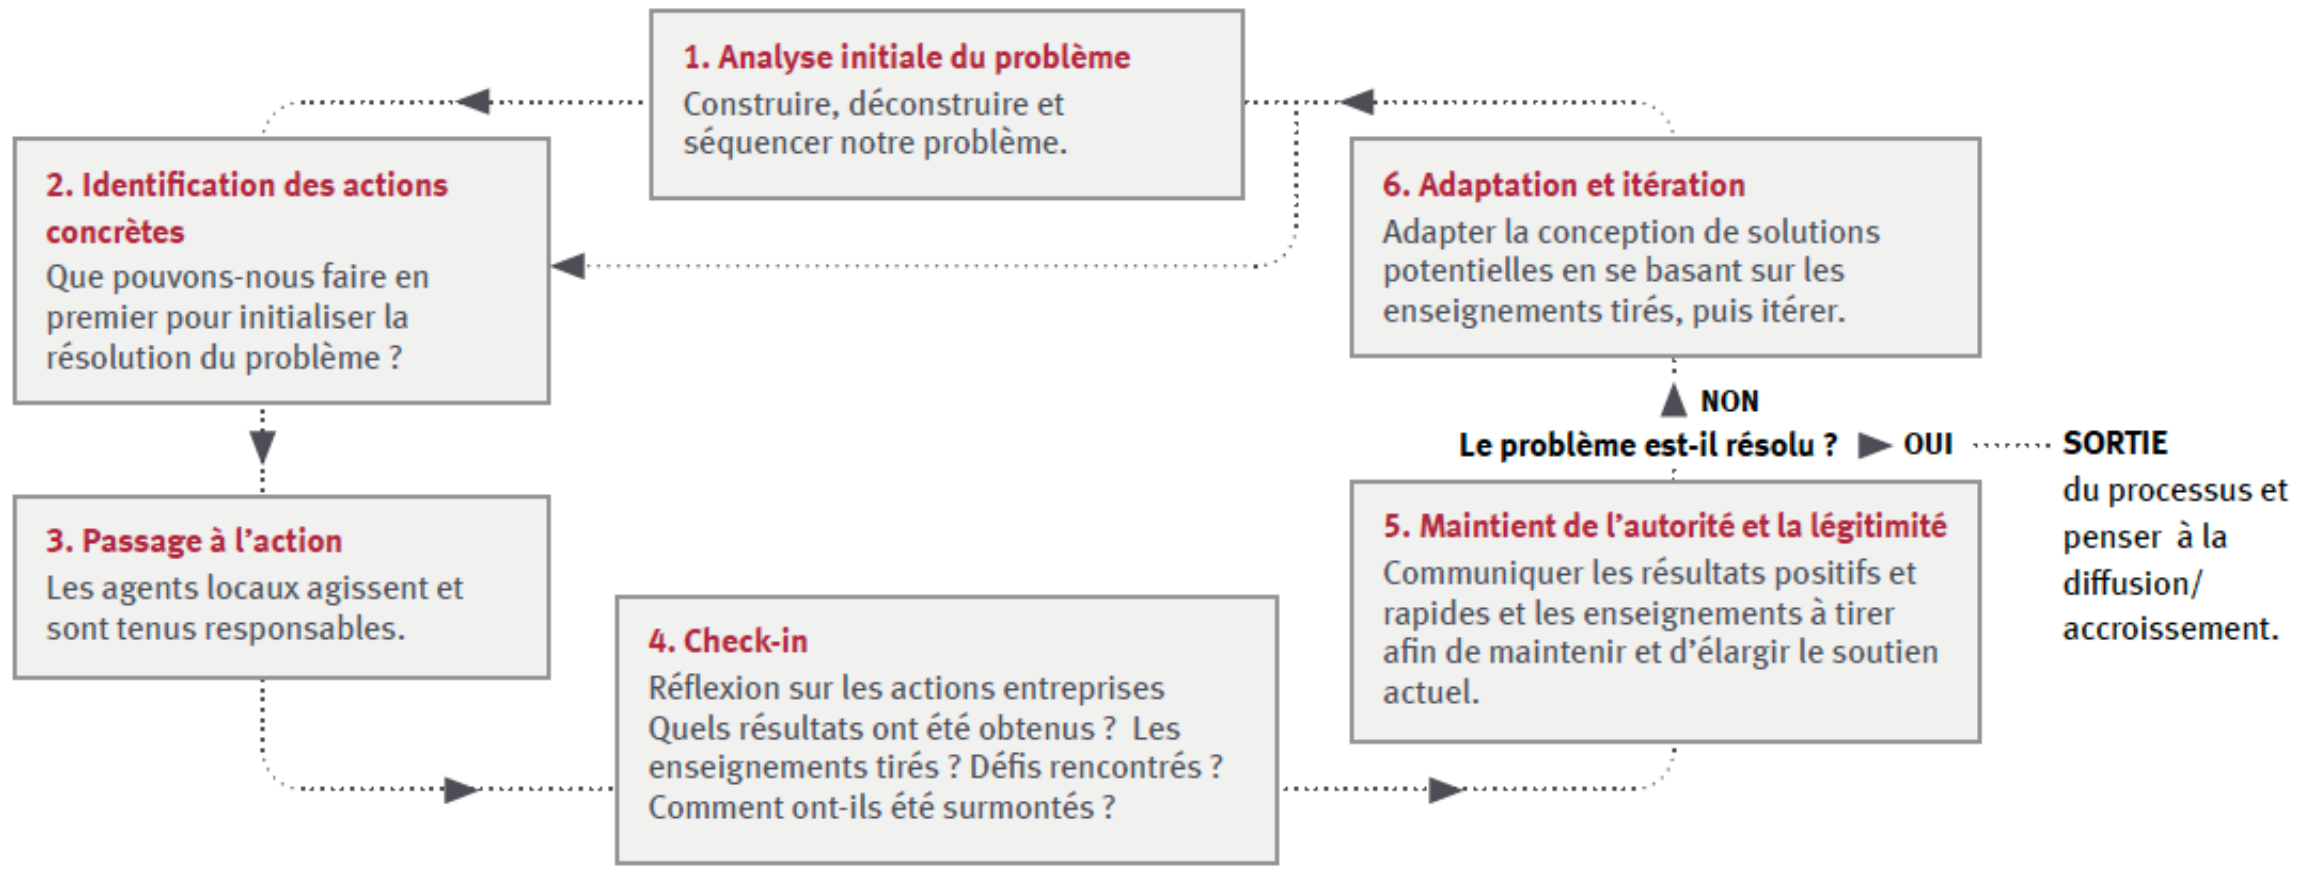 1. Analyse initiale du problème
Construire, déconstruire et
séquencer notre problème.
2. Identification des actions
concrètes
Que pouvons-nous faire en
premier pour initialiser la
résolution du problème ?
3. Passage à l’action
Les agents locaux agissent et
sont tenus responsables.
4. Check-in
Réflexion sur les actions entreprises
Quels résultats ont été obtenus ? Les
enseignements tirés ? Défis rencontrés ?
Comment ont-ils été surmontés ?
5. Maintient de l’autorité et la légitimité
Communiquer les résultats positifs et
rapides et les enseignements à tirer
afin de maintenir et d’élargir le soutien
actuel.
Le problème est-il résolu ?
OUI
SORTIE
du processus et
penser à la
diffusion/
accroissement.
NON
6. Adaptation et itération
Adapter la conception de solutions
potentielles en se basant sur les
enseignements tirés, puis itérer.